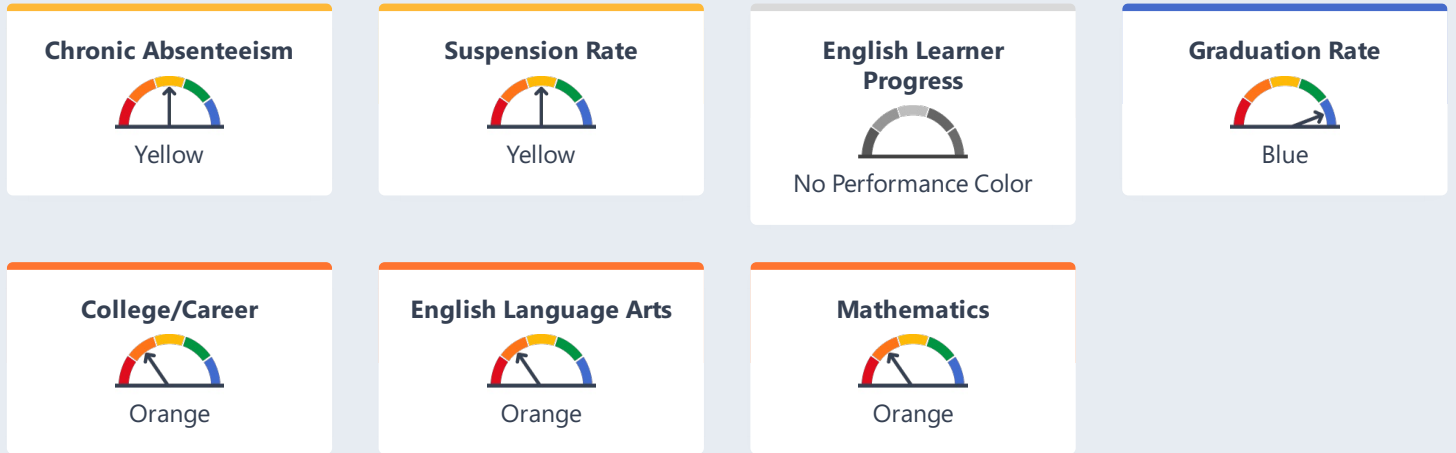 Chronic Absenteeism
Yellow
Suspension Rate
Yellow
English Learner
Progress
No Performance Color
Graduation Rate
Blue
College/Career
Orange
English Language Arts
Orange
Mathematics
Orange